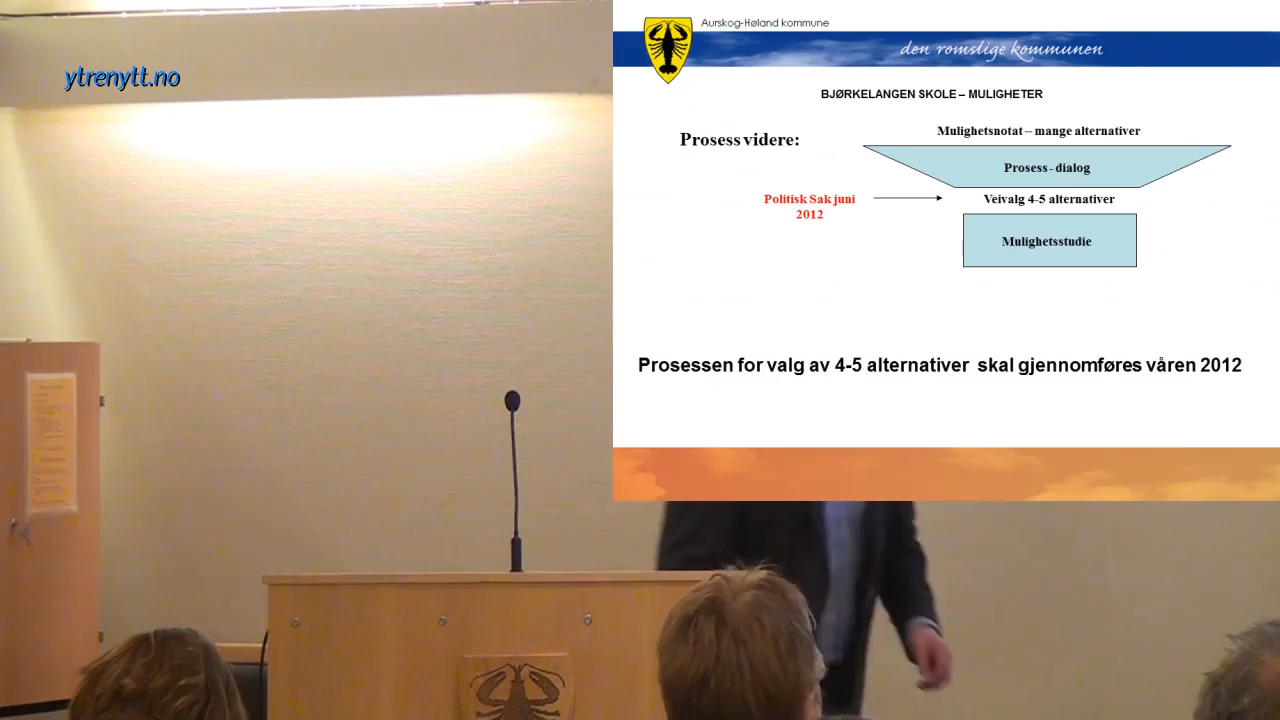 ytrenytt.no
Aurskog-Høland kommune
den romslige kommunen
BJØRKELANGEN SKOLE – MULIGHETER
Prosess videre:
Mulighetsnotat – mange alternativer
Prosess - dialog
Politisk Sak juni
2012
Veivalg 4-5 alternativer
Mulighetsstudie
Prosessen for valg av 4-5 alternativer skal gjennomføres våren 2012